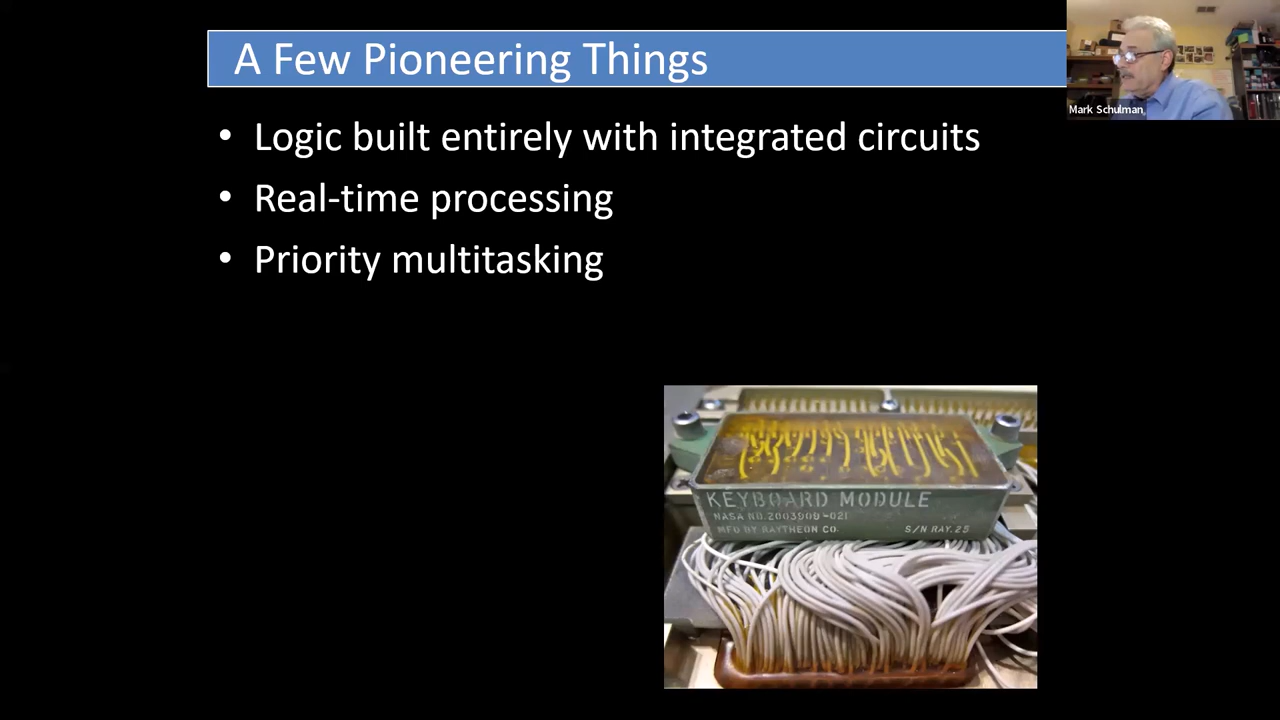 A Few Pioneering Things
Mark Schulman
• Logic built entirely with integrated circuits
• Real-time processing
• Priority multitasking
KEYBOARD MODULE
NASA NO.2003909-021
MFD BY RAYTHEON CO. S/N RAY.25